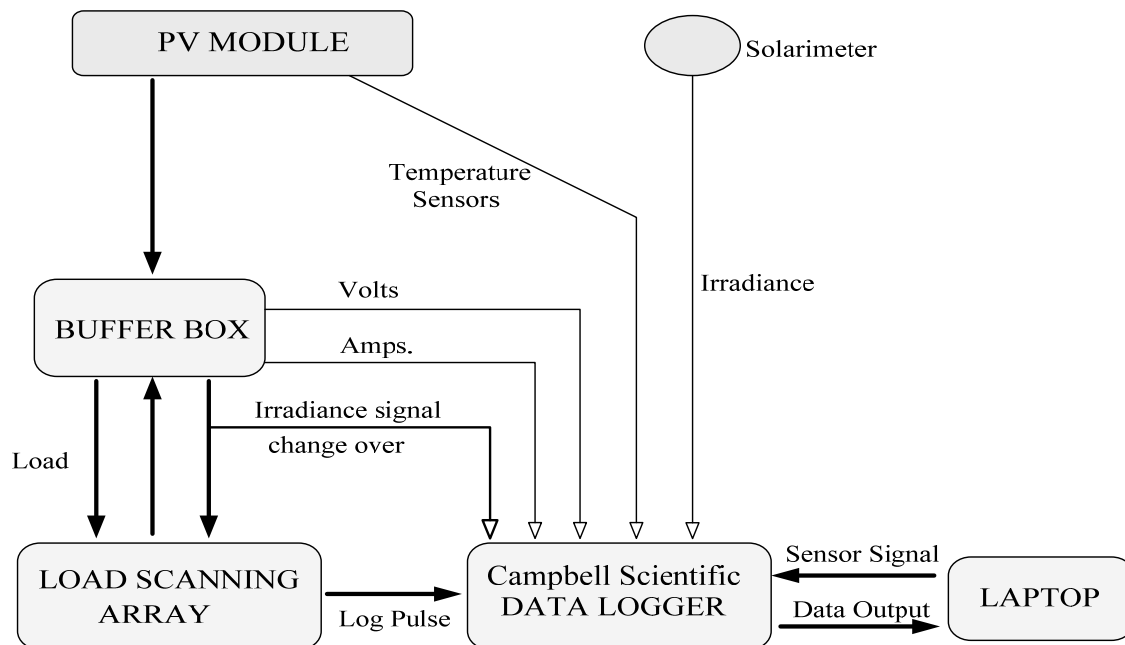 PV MODULE
Solarimeter
Temperature
Sensors
Irradiance
Volts
BUFFER BOX
Amps.
Irradiance signal
change over
Load
LOAD SCANNING
ARRAY
Log Pulse
Campbell Scientific
DATA LOGGER
Sensor Signal
Data Output
LAPTOP